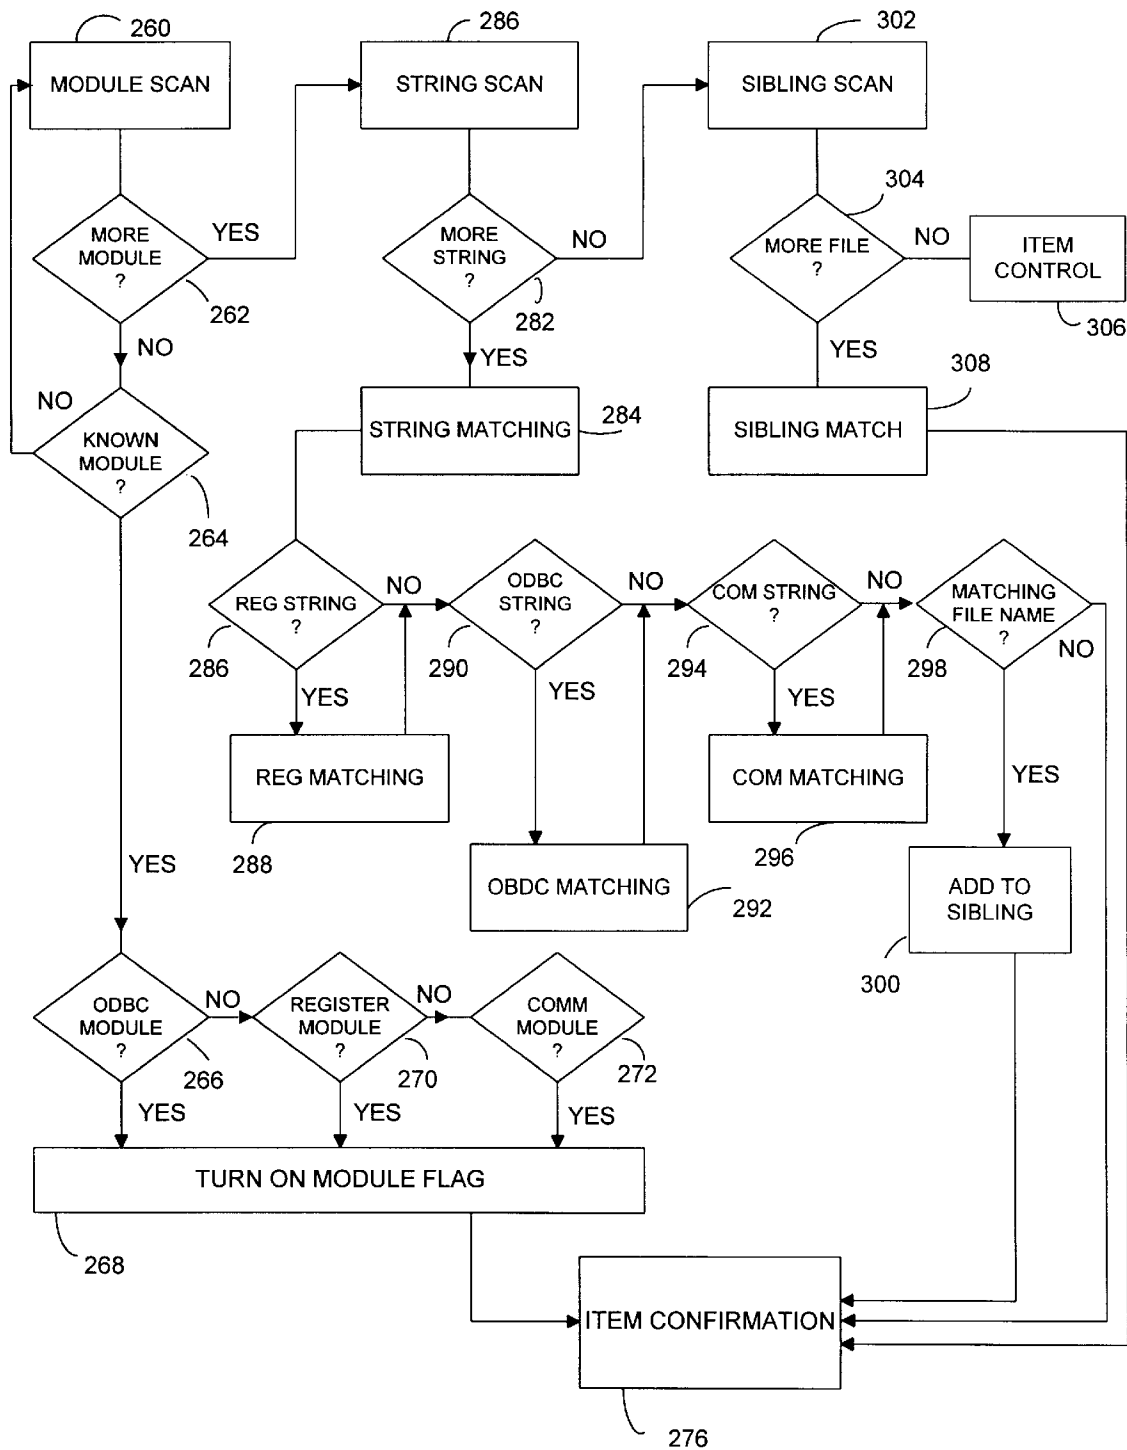 260
286
302
MODULE SCAN
STRING SCAN
SIBLING SCAN
304
MORE
MODULE
?
YES
262
MORE
STRING
?
NO
282
MORE FILE
?
NO
ITEM
CONTROL
306
NO
YES
YES
308
NO
KNOWN
MODULE
?
264
STRING MATCHING
284
SIBLING MATCH
REG STRING
?
NO
286
ODBC
STRING
?
NO
290
COM STRING
?
NO
294
MATCHING
FILE NAME
?
NO
298
YES
YES
YES
YES
REG MATCHING
288
COM MATCHING
296
YES
OBDC MATCHING
292
ADD TO
SIBLING
300
ODBC
MODULE
?
NO
266
REGISTER
MODULE
?
NO
270
COMM
MODULE
?
272
YES
YES
YES
TURN ON MODULE FLAG
268
ITEM CONFIRMATION
276